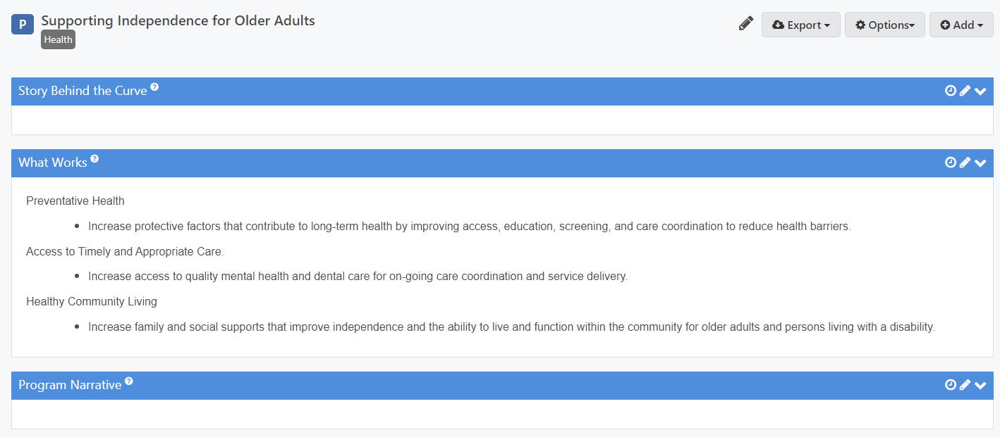 P
Supporting Independence for Older Adults
Health
Export
Options
Add
Story Behind the Curve ?
What Works ?
Preventative Health
• Increase protective factors that contribute to long-term health by improving access, education, screening, and care coordination to reduce health barriers.
Access to Timely and Appropriate Care.
• Increase access to quality mental health and dental care for on-going care coordination and service delivery.
Healthy Community Living
• Increase family and social supports that improve independence and the ability to live and function within the community for older adults and persons living with a disability.
Program Narrative ?